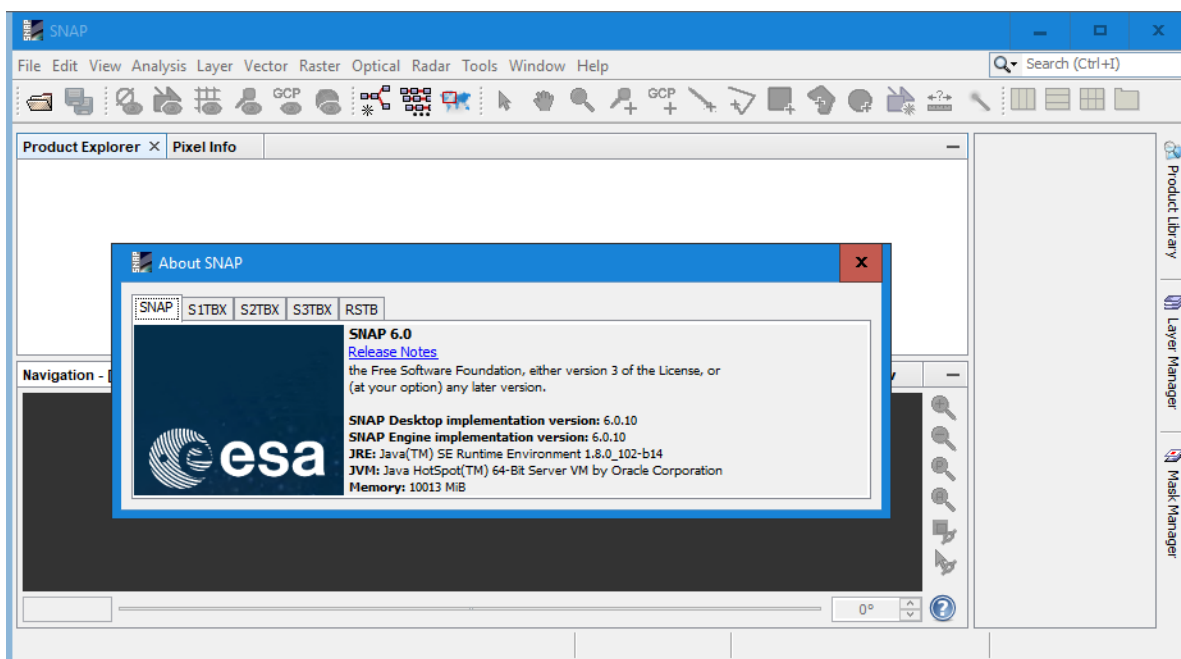 SNAP
File Edit View Analysis Layer Vector Raster Optical Radar Tools Window Help
Search (Ctrl+I)
GCP
GCP
Product Explorer
Pixel Info
Product Library
Layer Manager
Mask Manager
About SNAP
SNAP S1TBX S2TBX S3TBX RSTB
esa
SNAP 6.0
Release Notes
the Free Software Foundation, either version 3 of the License, or
(at your option) any later version.
SNAP Desktop implementation version: 6.0.10
SNAP Engine implementation version: 6.0.10
JRE: Java(TM) SE Runtime Environment 1.8.0_102-b14
JVM: Java HotSpot(TM) 64-Bit Server VM by Oracle Corporation
Memory: 10013 MiB
Navigation - [
0°